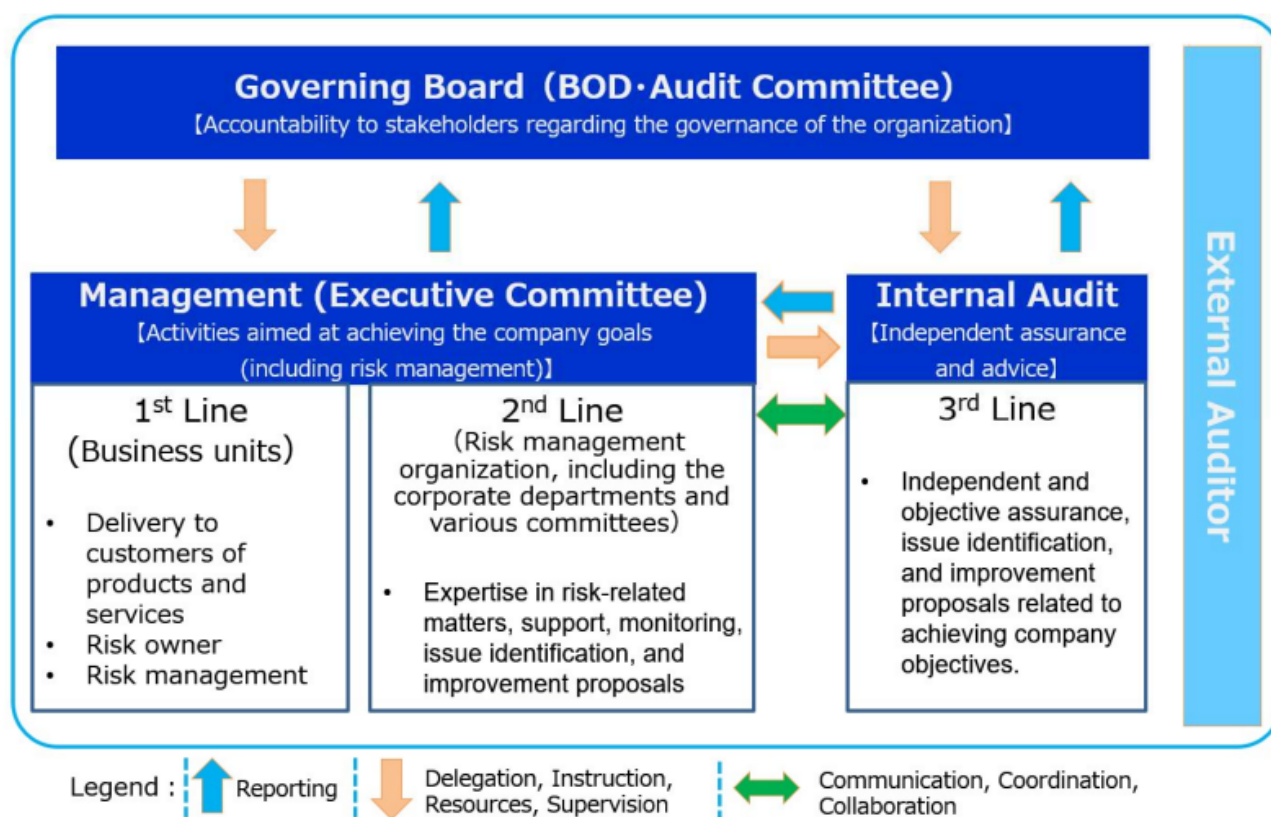 Governing Board（BOD･Audit Committee）
【Accountability to stakeholders regarding the governance of the organization】
Management (Executive Committee)
【Activities aimed at achieving the company goals
(including risk management)】
Internal Audit
【Independent assurance
and advice】
1st Line
(Business units)
• Delivery to
customers of
products and
services
• Risk owner
• Risk management
2nd Line
（Risk management
organization, including the
corporate departments and
various committees）
• Expertise in risk-related
matters, support, monitoring,
issue identification, and
improvement proposals
3rd Line
• Independent and
objective assurance,
issue identification,
and improvement
proposals related to
achieving company
objectives.
External Auditor
Legend :
Reporting
Delegation, Instruction,
Resources, Supervision
Communication, Coordination,
Collaboration